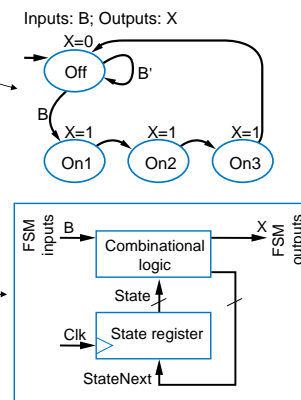 Inputs: B; Outputs: X
X=0
Off
B'
B
X=1
X=1
X=1
On1
On2
On3
FSM
inputs
B
Combinational
logic
X
FSM
outputs
State
Clk
State register
StateNext